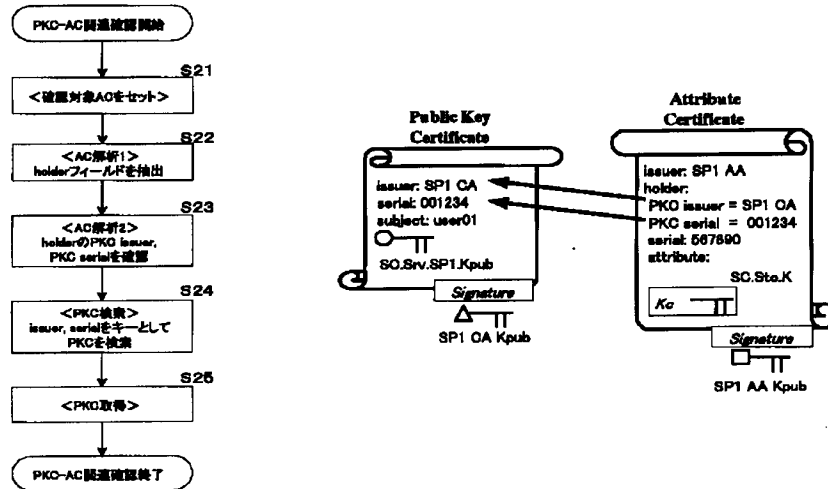 PKC-AC関連確認開始
S21
＜確認対象ACをセット＞
S22
＜AC解析1＞
holderフィールドを抽出
S23
＜AC解析2＞
holderのPKC issuer,
PKC serialを確認
S24
＜PKC検索＞
issuer, serialをキーとして
PKCを検索
S25
＜PKC取得＞
PKC-AC関連確認終了
Public Key
Certificate
issuer: SP1 CA
serial: 001234
subject: user01
SC.Srv.SP1.Kpub
Signature
SP1 CA Kpub
Attribute
Certificate
issuer: SP1 AA
holder:
PKC issuer = SP1 CA
PKC serial = 001234
serial: 567890
attribute:
SC.Sto.K
Kc
Signature
SP1 AA Kpub